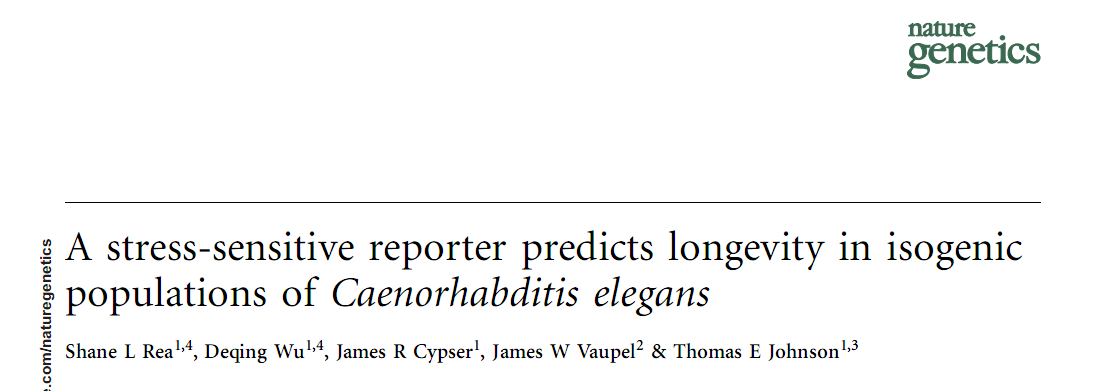 nature
genetics
A stress-sensitive reporter predicts longevity in isogenic
populations of Caenorhabditis elegans
Shane L Rea1,4, Deqing Wu1,4, James R Cypser1, James W Vaupel2 & Thomas E Johnson1,3
e.com/naturegenetics